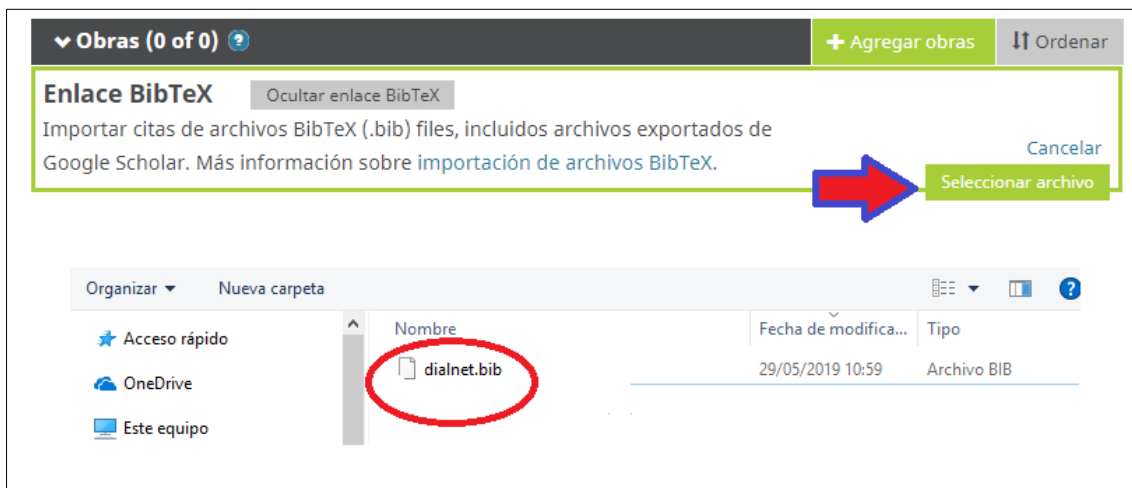 Obras (0 of 0) ?
Agregar obras
Ordenar
Enlace BibTeX
Ocultar enlace BibTeX
Importar citas de archivos BibTeX (.bib) files, incluidos archivos exportados de
Google Scholar. Más información sobre importación de archivos BibTeX.
Cancelar
Seleccionar archivo
Organizar
Nueva carpeta
?
Acceso rápido
OneDrive
Este equipo
Nombre
Fecha de modifica...
Tipo
dialnet.bib
29/05/2019 10:59
Archivo BIB